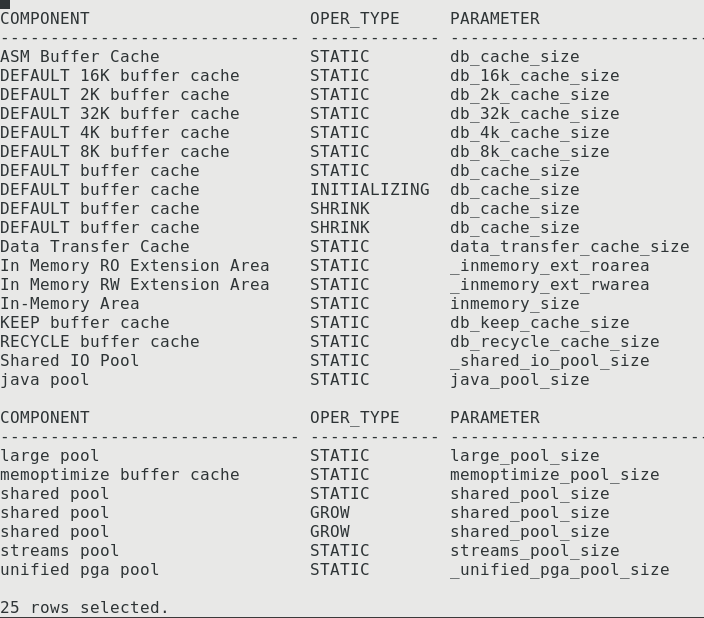 COMPONENT                      OPER_TYPE     PARAMETER
------------------------------ ------------- --------------------------
ASM Buffer Cache               STATIC        db_cache_size
DEFAULT 16K buffer cache       STATIC        db_16k_cache_size
DEFAULT 2K buffer cache        STATIC        db_2k_cache_size
DEFAULT 32K buffer cache       STATIC        db_32k_cache_size
DEFAULT 4K buffer cache        STATIC        db_4k_cache_size
DEFAULT 8K buffer cache        STATIC        db_8k_cache_size
DEFAULT buffer cache           STATIC        db_cache_size
DEFAULT buffer cache           INITIALIZING  db_cache_size
DEFAULT buffer cache           SHRINK        db_cache_size
DEFAULT buffer cache           SHRINK        db_cache_size
Data Transfer Cache            STATIC        data_transfer_cache_size
In Memory RO Extension Area    STATIC        _inmemory_ext_roarea
In Memory RW Extension Area    STATIC        _inmemory_ext_rwarea
In-Memory Area                 STATIC        inmemory_size
KEEP buffer cache              STATIC        db_keep_cache_size
RECYCLE buffer cache           STATIC        db_recycle_cache_size
Shared IO Pool                 STATIC        _shared_io_pool_size
java pool                      STATIC        java_pool_size

COMPONENT                      OPER_TYPE     PARAMETER
------------------------------ ------------- --------------------------
large pool                     STATIC        large_pool_size
memoptimize buffer cache       STATIC        memoptimize_pool_size
shared pool                    STATIC        shared_pool_size
shared pool                    GROW          shared_pool_size
shared pool                    GROW          shared_pool_size
streams pool                   STATIC        streams_pool_size
unified pga pool               STATIC        _unified_pga_pool_size

25 rows selected.